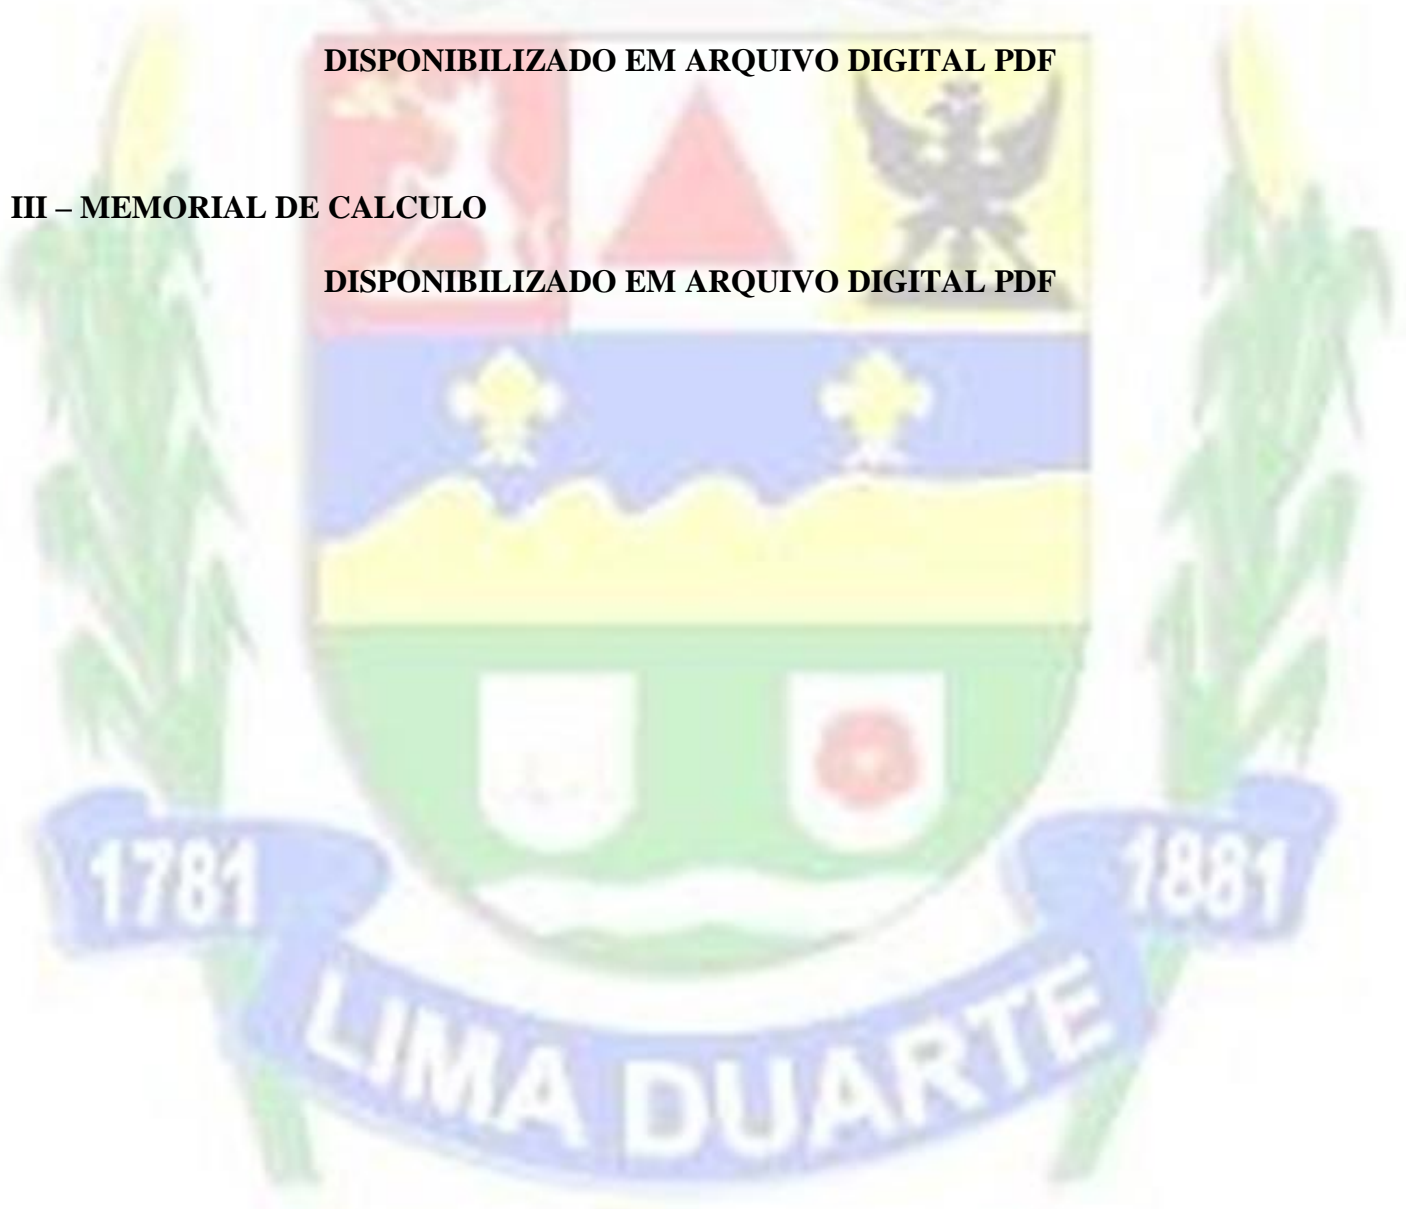 DISPONIBILIZADO EM ARQUIVO DIGITAL PDF
III – MEMORIAL DE CALCULO
DISPONIBILIZADO EM ARQUIVO DIGITAL PDF
1781
1881
LIMA DUARTE